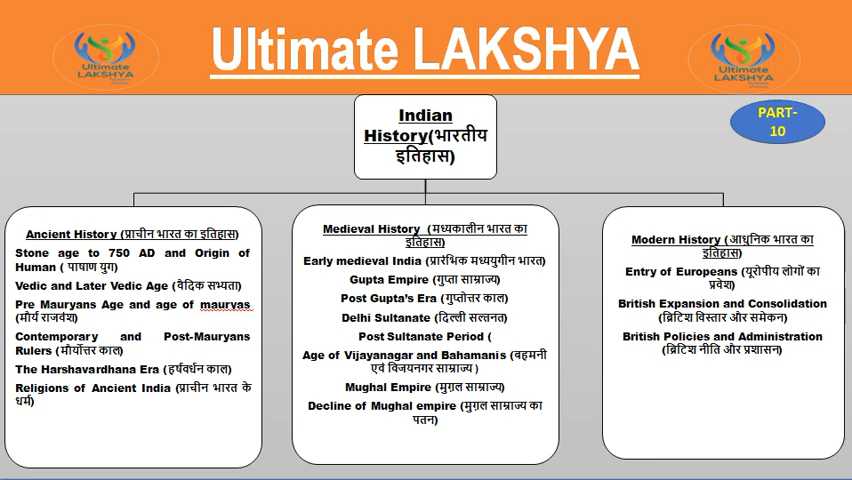 Ultimate LAKSHYA
Ultimate
LAKSHYA
Ultimate
LAKSHYA
PART-
10
Indian
History(भारतीय
इतिहास)
Ancient History (प्राचीन भारत का इतिहास)
Stone age to 750 AD and Origin of
Human ( पाषाण युग)
Vedic and Later Vedic Age (वैदिक सभ्यता)
Pre Mauryans Age and age of mauryas
(मौर्य राजवंश)
Contemporary and Post-Mauryans
Rulers (मौर्योत्तर काल)
The Harshavardhana Era (हर्षवर्धन काल)
Religions of Ancient India (प्राचीन भारत के
धर्म)
Medieval History (मध्यकालीन भारत का
इतिहास)
Early medieval India (प्रारंभिक मध्ययुगीन भारत)
Gupta Empire (गुप्ता साम्राज्य)
Post Gupta's Era (गुप्तोत्तर काल)
Delhi Sultanate (दिल्ली सल्तनत)
Post Sultanate Period (
Age of Vijayanagar and Bahamanis (बहमनी
एवं विजयनगर साम्राज्य )
Mughal Empire (मुग़ल साम्राज्य)
Decline of Mughal empire (मुग़ल साम्राज्य का
पतन)
Modern History (आधुनिक भारत का
इतिहास)
Entry of Europeans (यूरोपीय लोगों का
प्रवेश)
British Expansion and Consolidation
(ब्रिटिश विस्तार और समेकन)
British Policies and Administration
(ब्रिटिश नीति और प्रशासन)